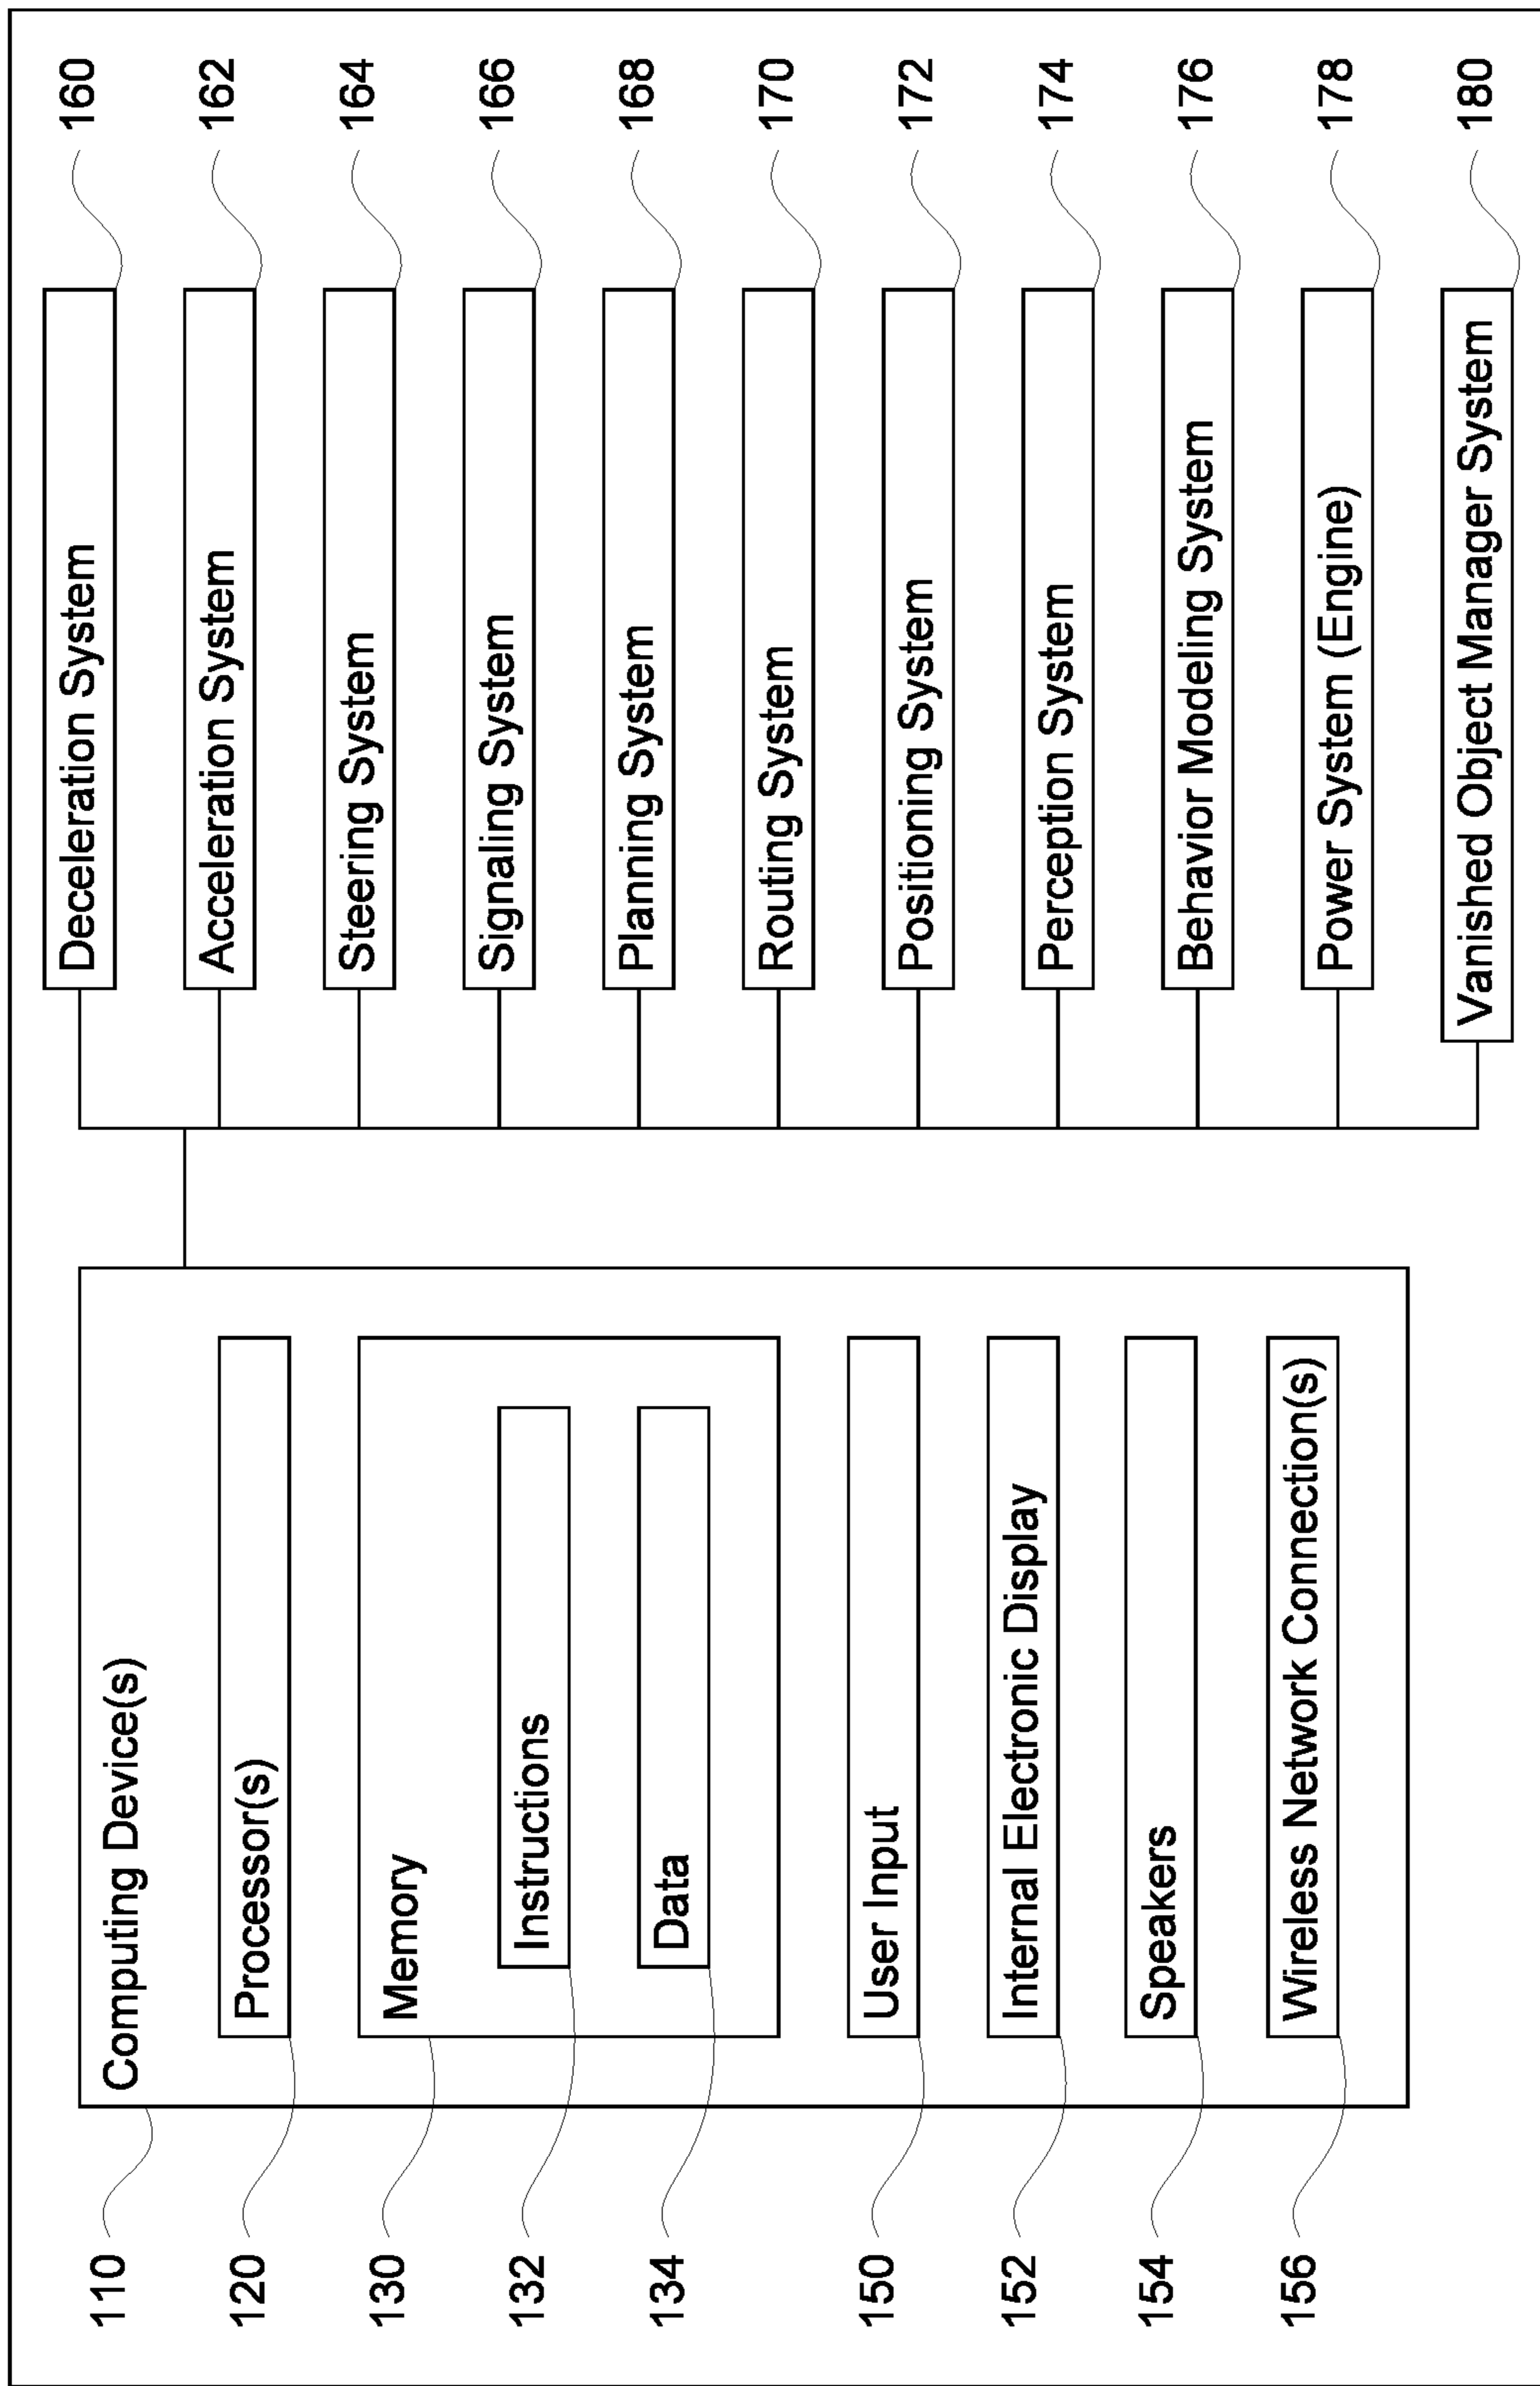 110
Computing Device(s)
120
Processor(s)
130
Memory
132
Instructions
134
Data
150
User Input
152
Internal Electronic Display
154
Speakers
156
Wireless Network Connection(s)
Deceleration System
160
Acceleration System
162
Steering System
164
Signaling System
166
Planning System
168
Routing System
170
Positioning System
172
Perception System
174
Behavior Modeling System
176
Power System (Engine)
178
Vanished Object Manager System
180